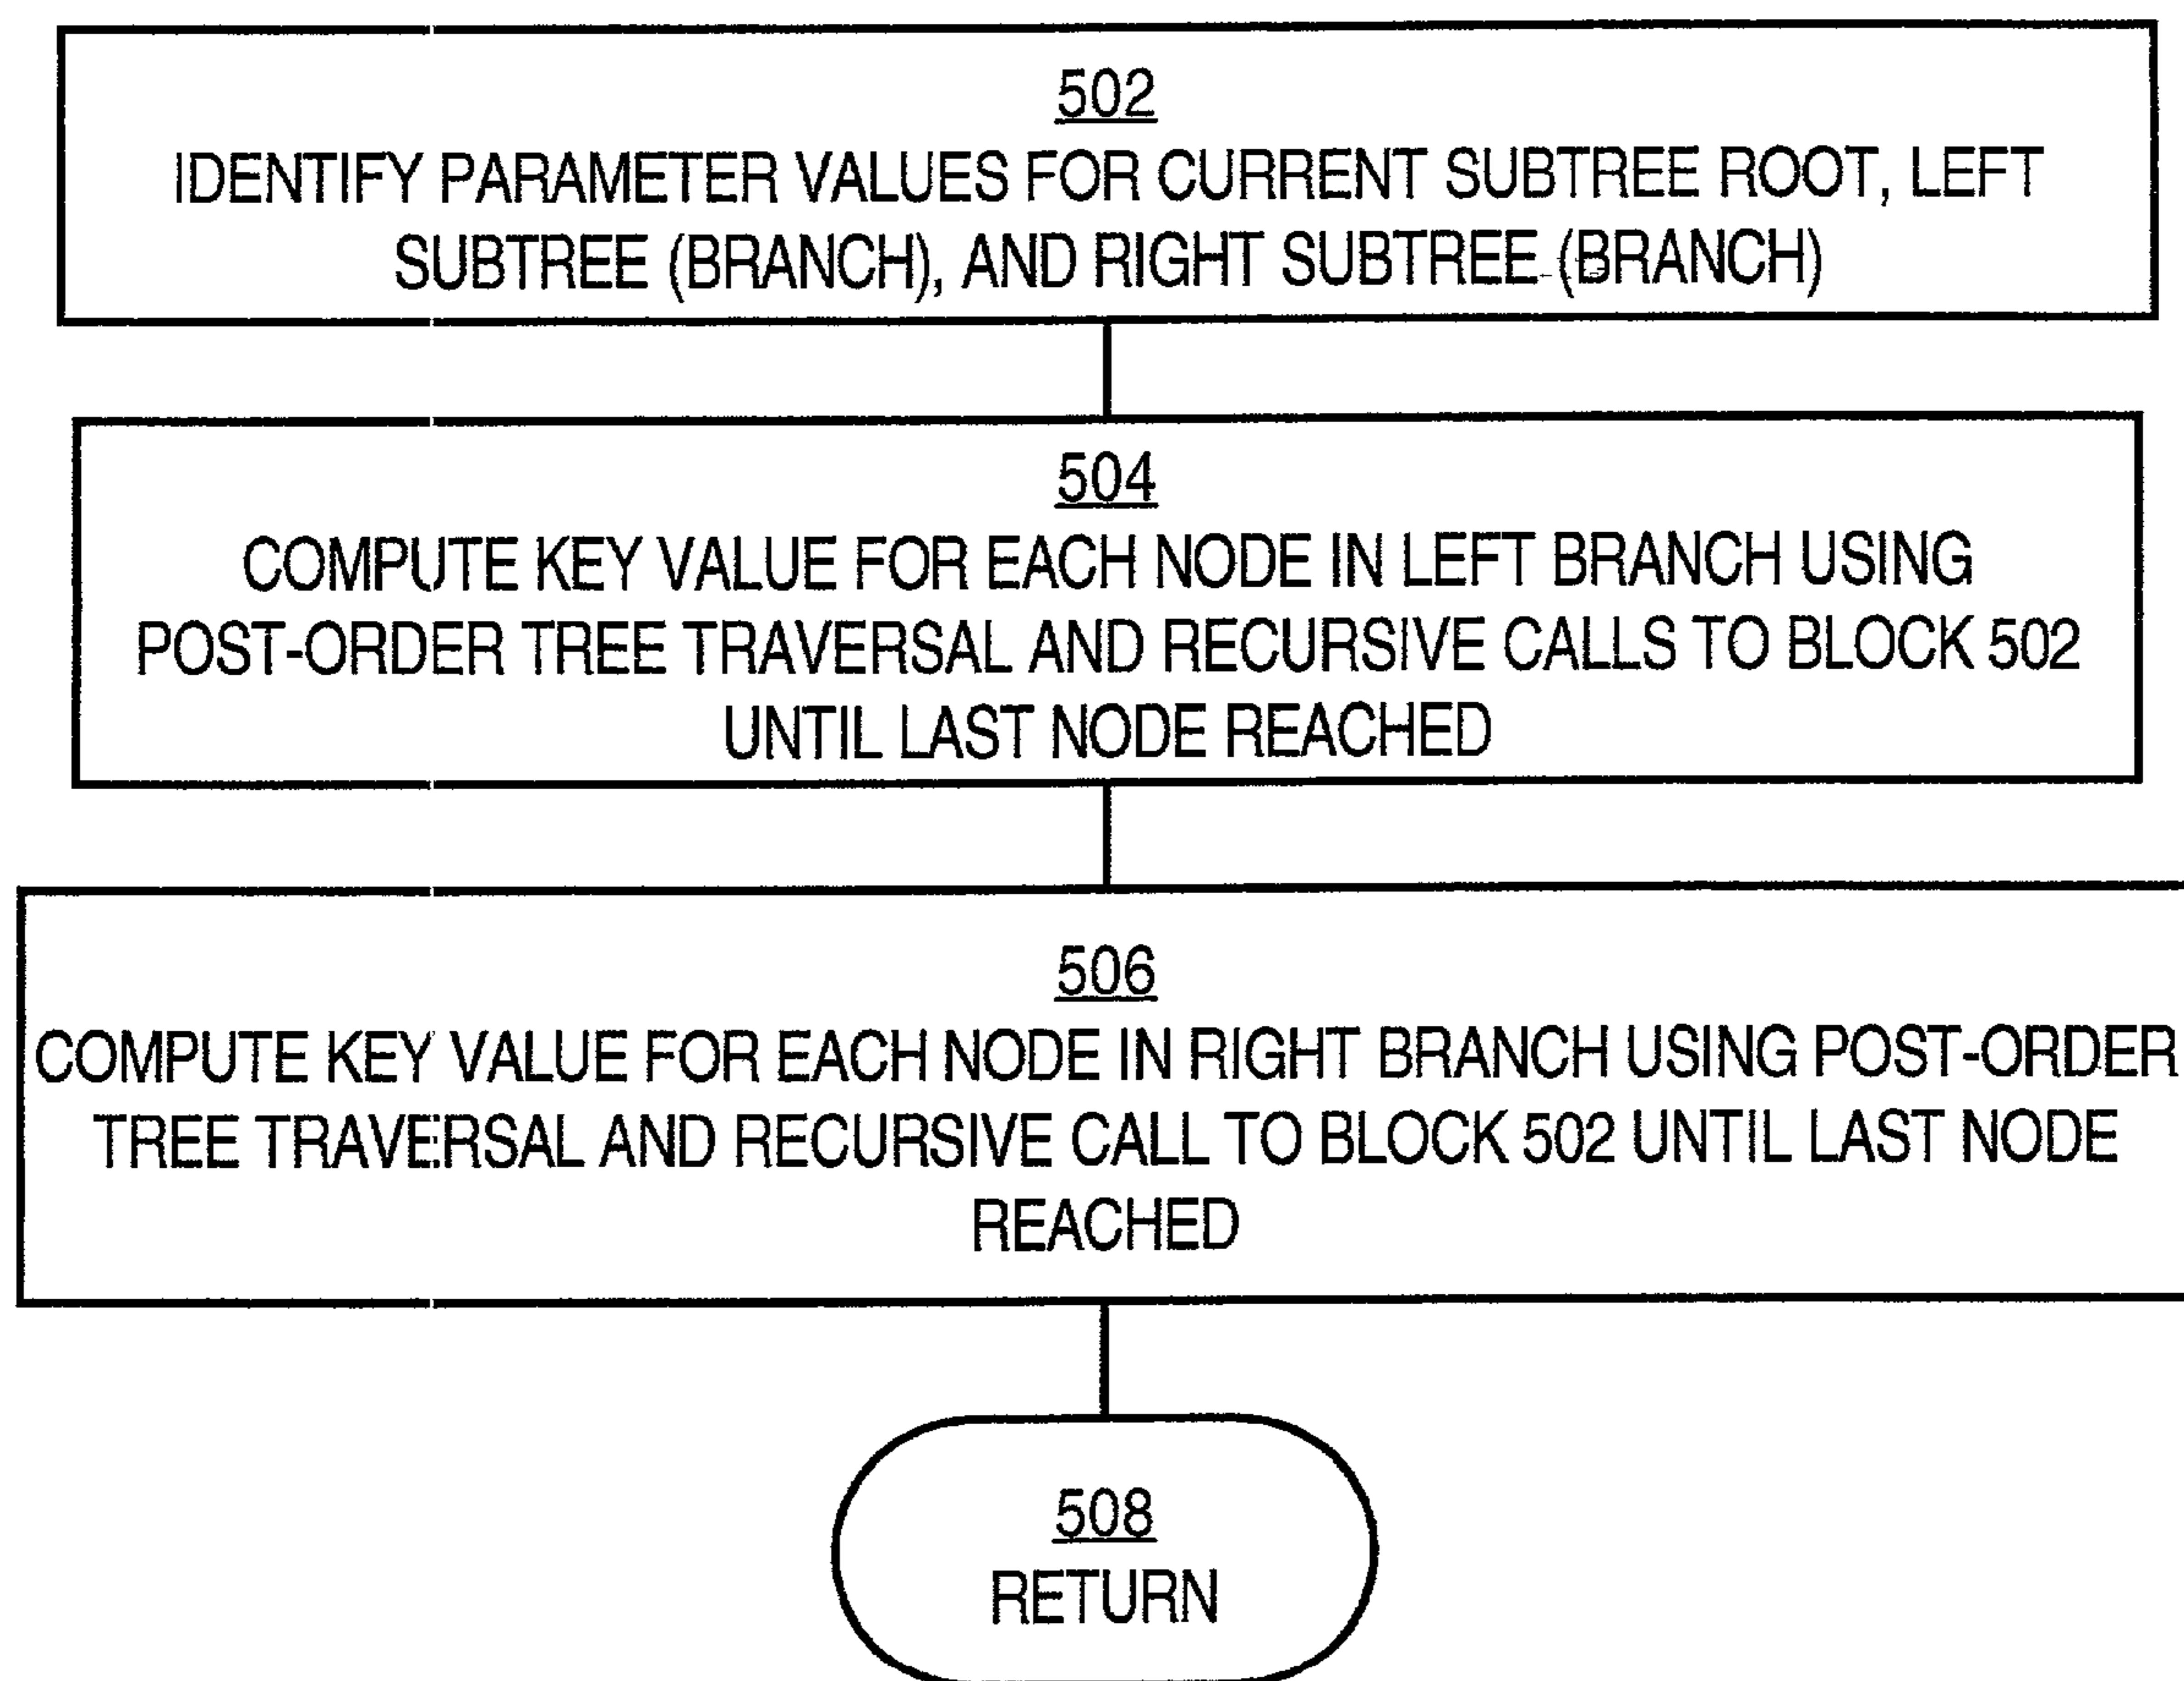 502
IDENTIFY PARAMETER VALUES FOR CURRENT SUBTREE ROOT, LEFT
SUBTREE (BRANCH), AND RIGHT SUBTREE (BRANCH)
504
COMPUTE KEY VALUE FOR EACH NODE IN LEFT BRANCH USING
POST-ORDER TREE TRAVERSAL AND RECURSIVE CALLS TO BLOCK 502
UNTIL LAST NODE REACHED
506
COMPUTE KEY VALUE FOR EACH NODE IN RIGHT BRANCH USING POST-ORDER
TREE TRAVERSAL AND RECURSIVE CALL TO BLOCK 502 UNTIL LAST NODE
REACHED
508
RETURN